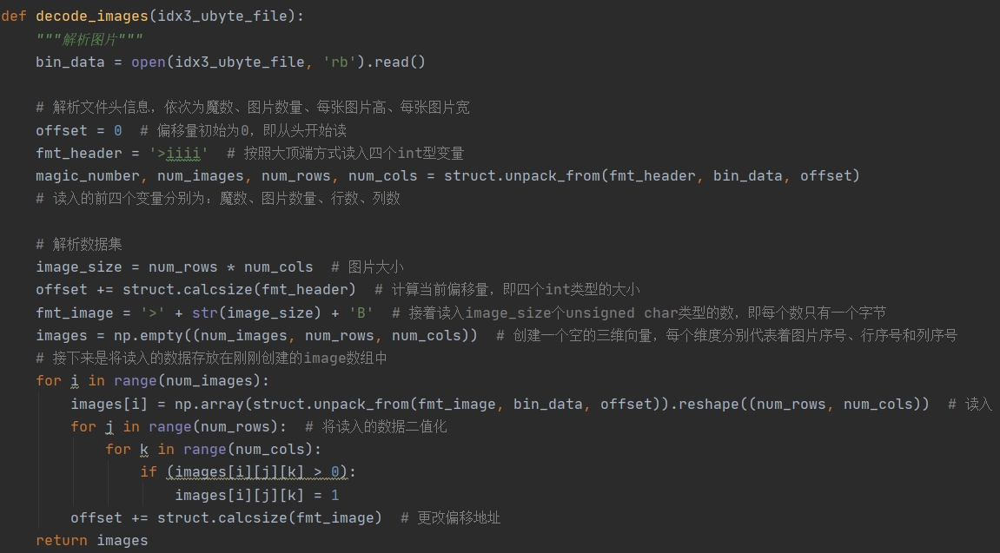 def decode_images(idx3_ubyte_file):
    """解析图片"""
    bin_data = open(idx3_ubyte_file, 'rb').read()

    # 解析文件头信息，依次为魔数、图片数量、每张图片高、每张图片宽
    offset = 0  # 偏移量初始为0，即从头开始读
    fmt_header = '>iiii'  # 按照大顶端方式读入四个int型变量
    magic_number, num_images, num_rows, num_cols = struct.unpack_from(fmt_header, bin_data, offset)
    # 读入的前四个变量分别为：魔数、图片数量、行数、列数

    # 解析数据集
    image_size = num_rows * num_cols  # 图片大小
    offset += struct.calcsize(fmt_header)  # 计算当前偏移量，即四个int类型的大小
    fmt_image = '>' + str(image_size) + 'B'  # 接着读入image_size个unsigned char类型的数，即每个数只有一个字节
    images = np.empty((num_images, num_rows, num_cols))  # 创建一个空的三维向量，每个维度分别代表着图片序号、行序号和列序号
    # 接下来是将读入的数据存放在刚刚创建的image数组中
    for i in range(num_images):
        images[i] = np.array(struct.unpack_from(fmt_image, bin_data, offset)).reshape((num_rows, num_cols))  # 读入
        for j in range(num_rows):  # 将读入的数据二值化
            for k in range(num_cols):
                if (images[i][j][k] > 0):
                    images[i][j][k] = 1
        offset += struct.calcsize(fmt_image)  # 更改偏移地址
    return images